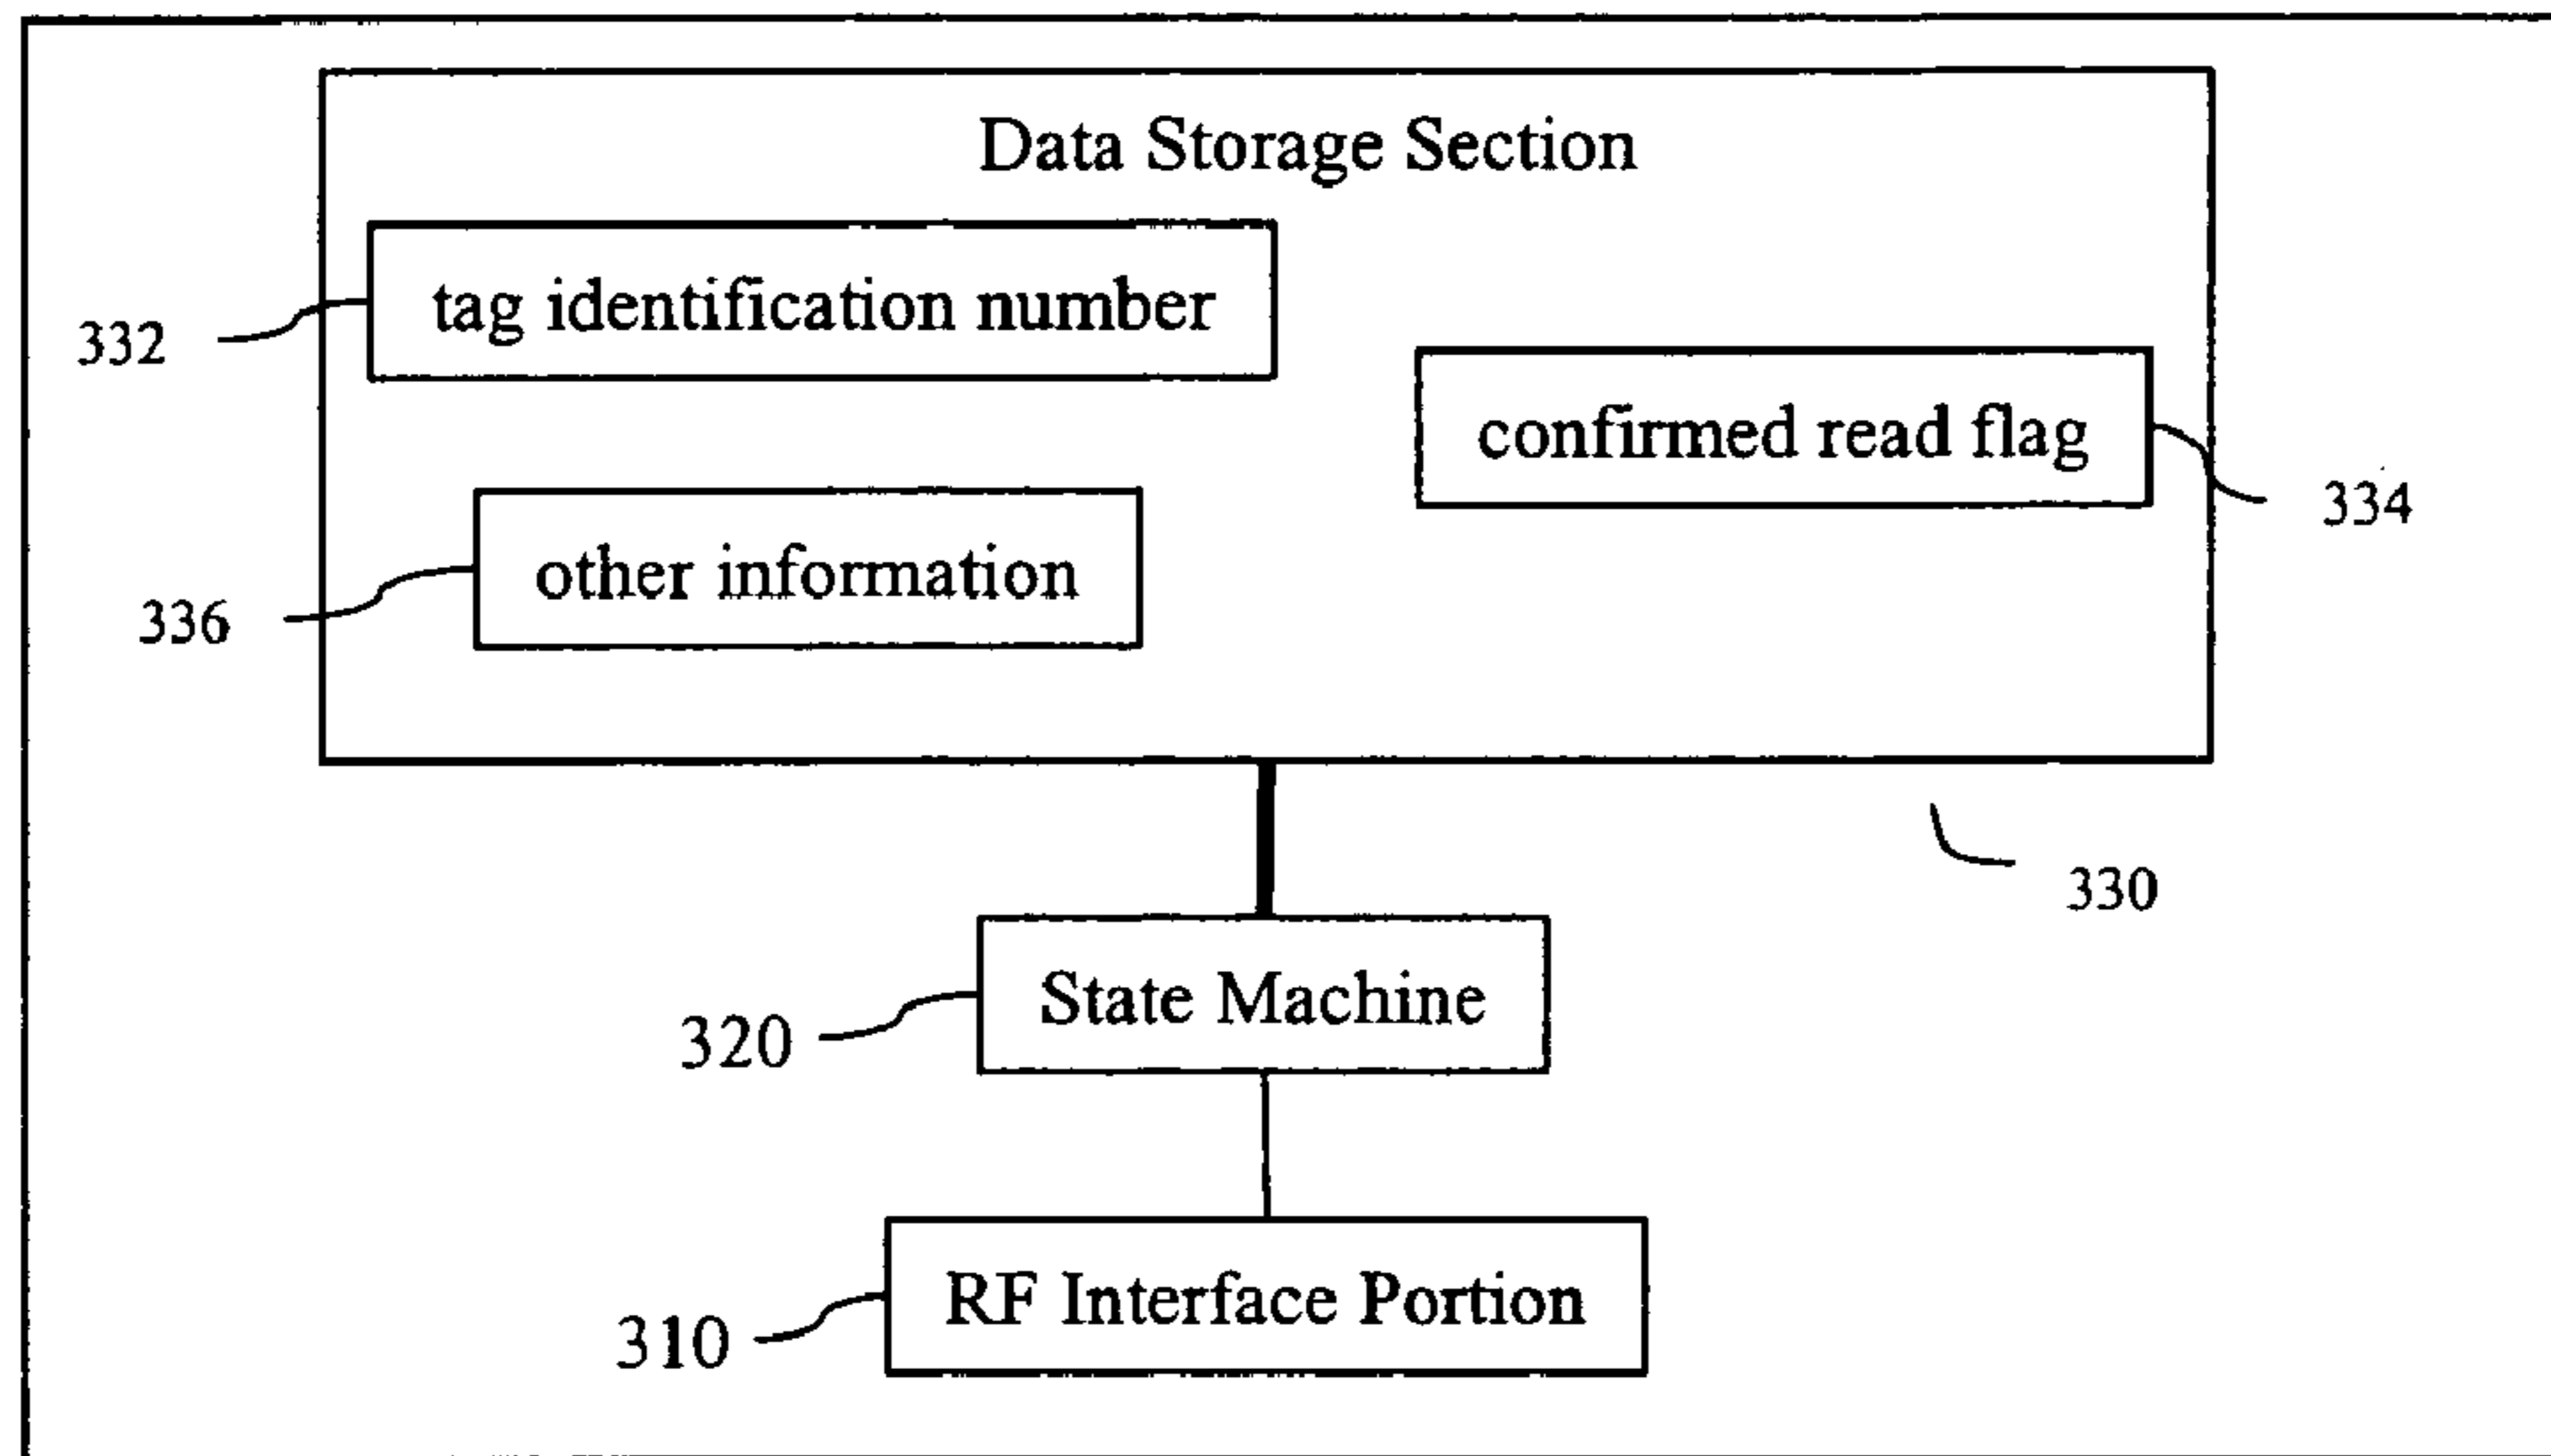 Data Storage Section
tag identification number
332
confirmed read flag
334
other information
336
330
State Machine
320
RF Interface Portion
310